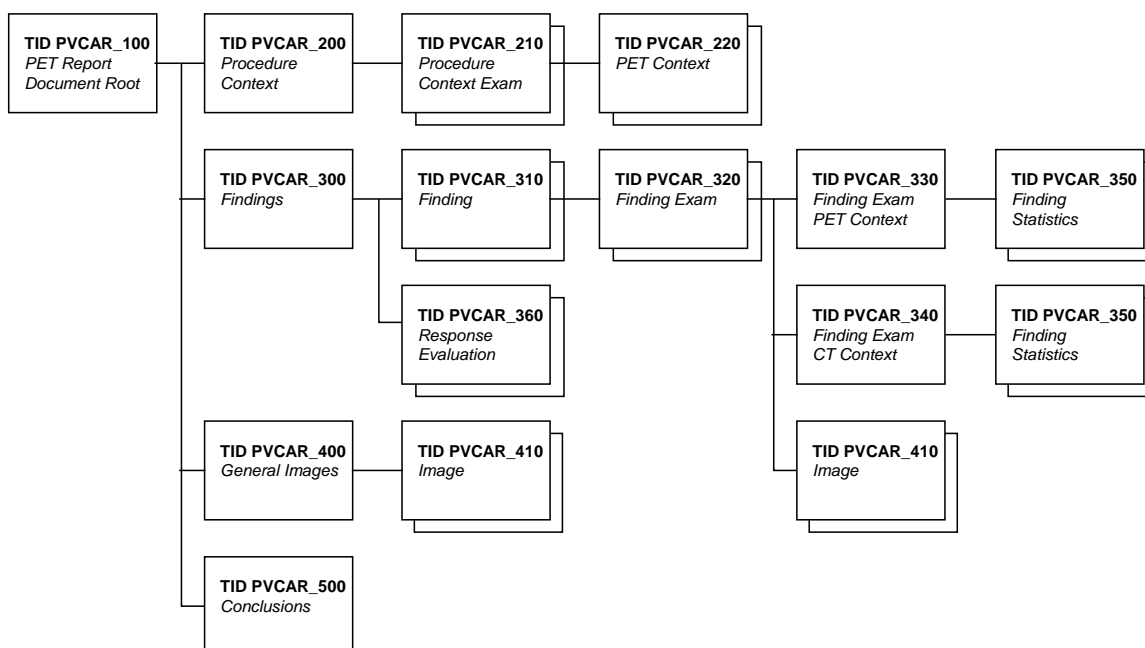 TID PVCAR_100
PET Report
Document Root
TID PVCAR_200
Procedure
Context
TID PVCAR_210
Procedure
Context Exam
TID PVCAR_220
PET Context
TID PVCAR_300
Findings
TID PVCAR_310
Finding
TID PVCAR_320
Finding Exam
TID PVCAR_330
Finding Exam
PET Context
TID PVCAR_350
Finding
Statistics
TID PVCAR_360
Response
Evaluation
TID PVCAR_340
Finding Exam
CT Context
TID PVCAR_350
Finding
Statistics
TID PVCAR_400
General Images
TID PVCAR_410
Image
TID PVCAR_410
Image
TID PVCAR_500
Conclusions